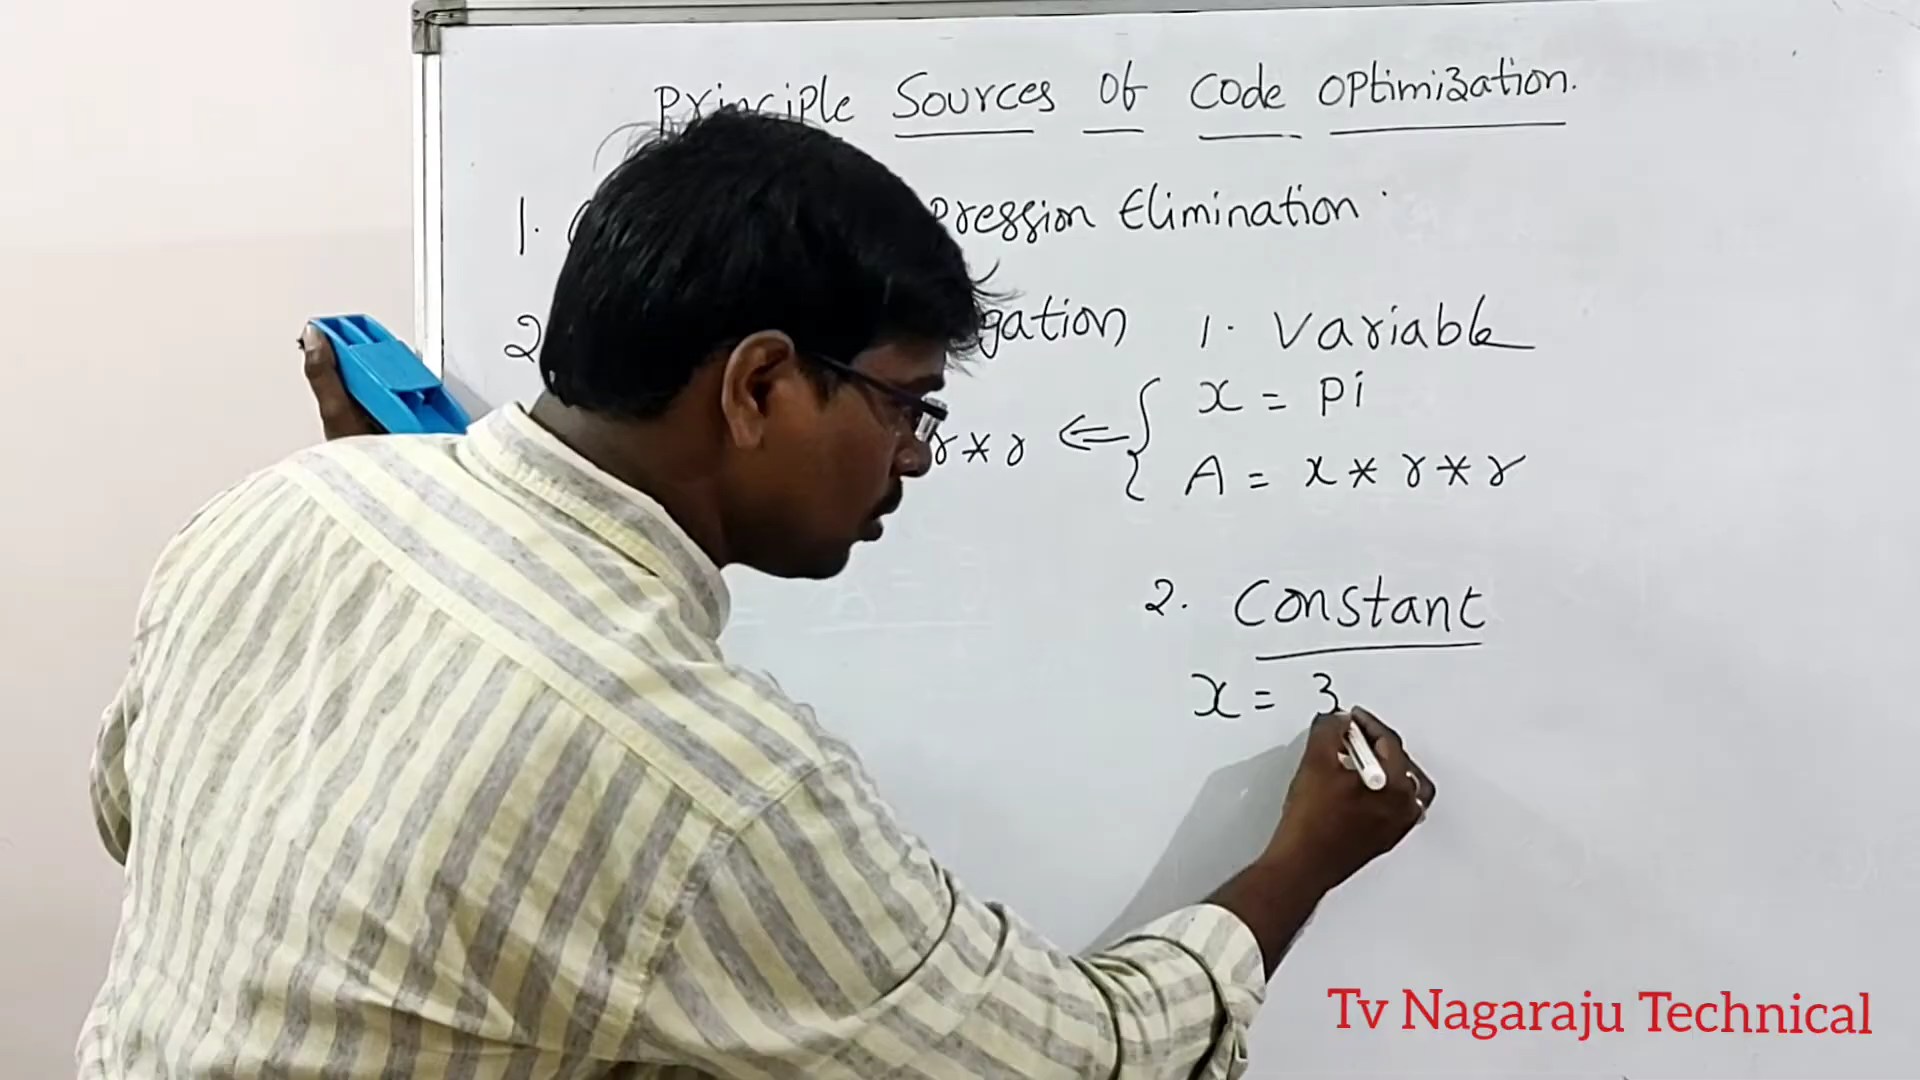 Principle Sources of Code Optimization.
1. pression Elimination.
2 gation 1. Variable
x = Pi
r * r ⇐ { A = x * r * r
2. Constant
x = 3
Tv Nagaraju Technical